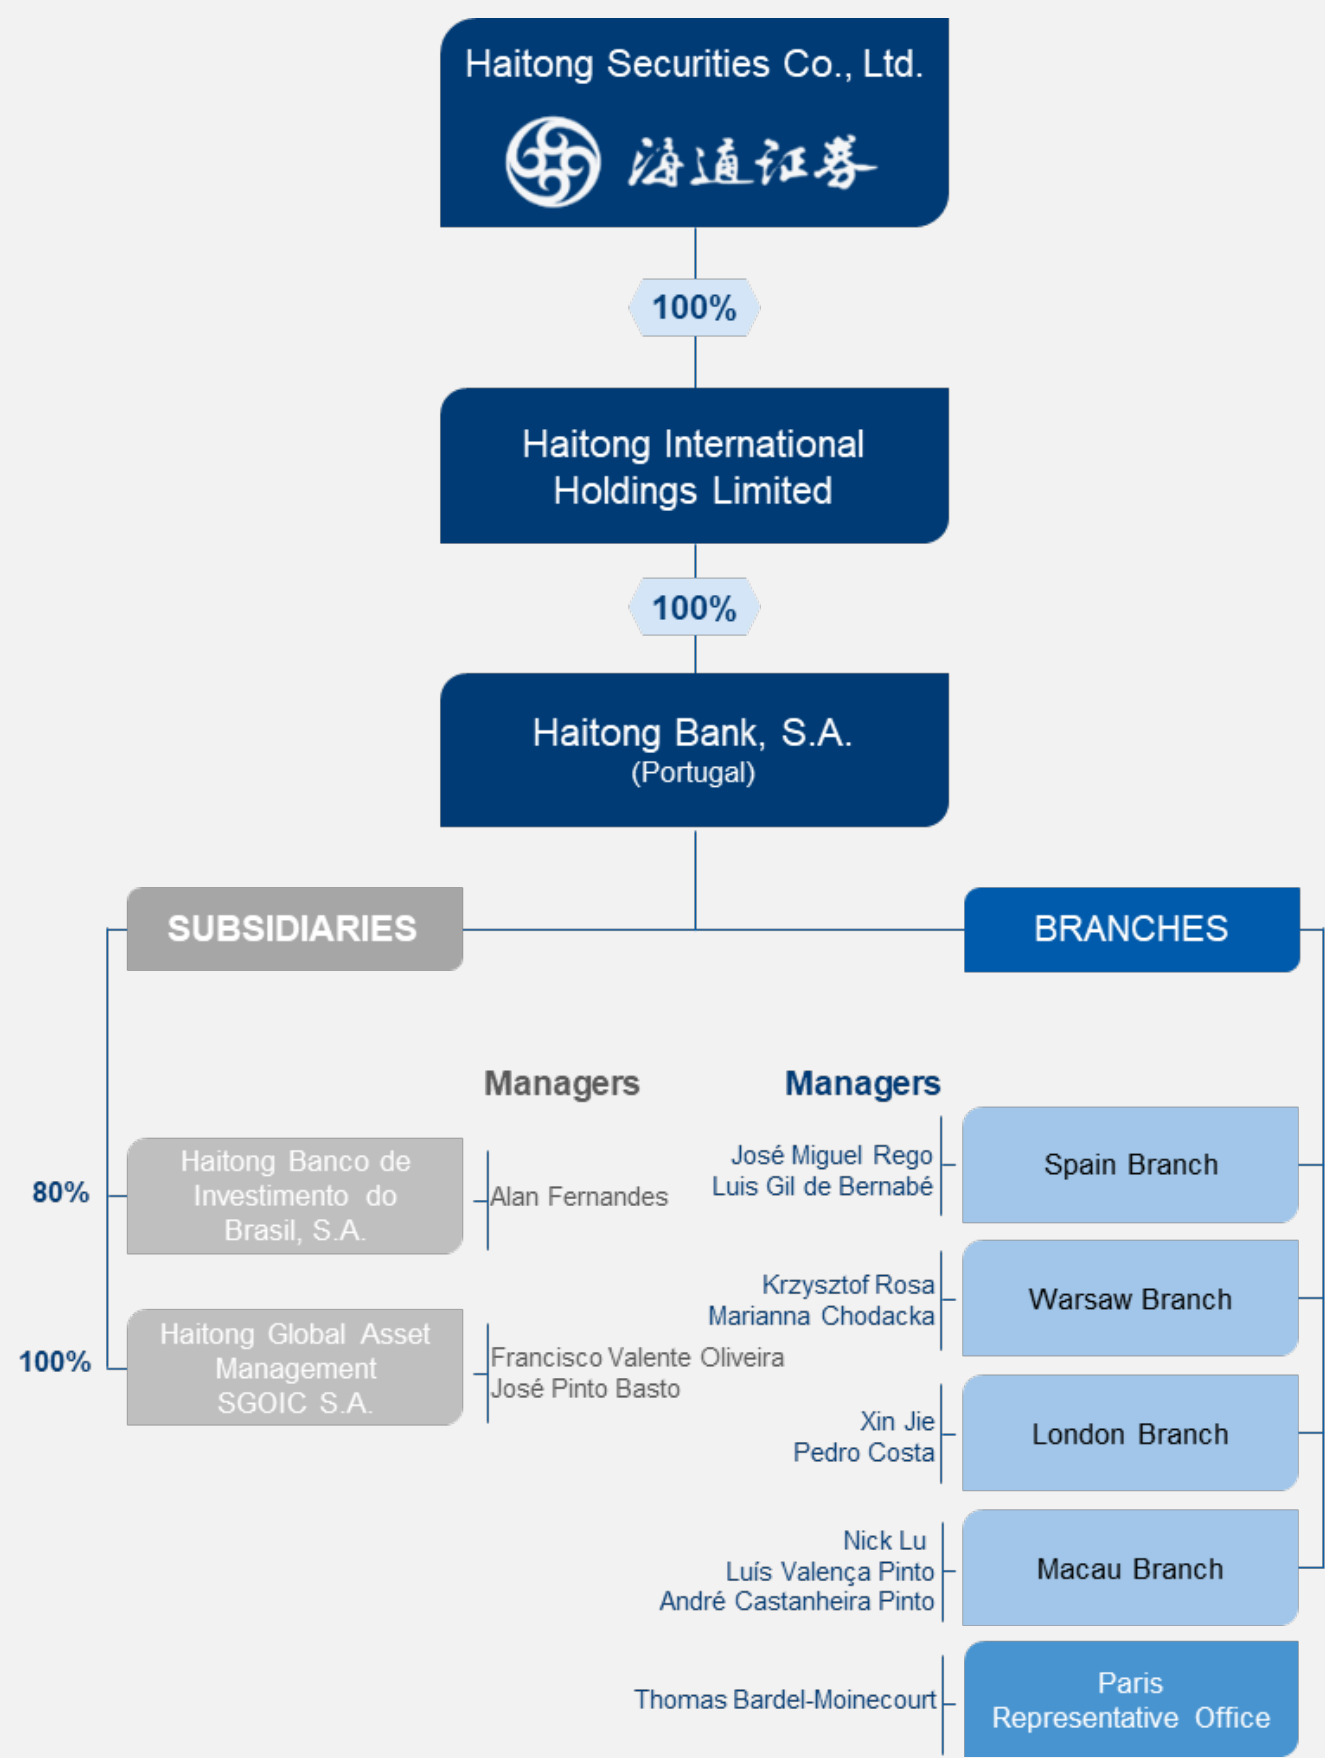 Haitong Securities Co., Ltd.
海通证券
100%
Haitong International
Holdings Limited
100%
Haitong Bank, S.A.
(Portugal)
SUBSIDIARIES
BRANCHES
Managers
Managers
80%
Haitong Banco de
Investimento do
Brasil, S.A.
Alan Fernandes
100%
Haitong Global Asset
Management
SGOIC S.A.
Francisco Valente Oliveira
José Pinto Basto
José Miguel Rego
Luis Gil de Bernabé
Spain Branch
Krzysztof Rosa
Marianna Chodacka
Warsaw Branch
Xin Jie
Pedro Costa
London Branch
Nick Lu
Luís Valença Pinto
André Castanheira Pinto
Macau Branch
Thomas Bardel-Moinecourt
Paris
Representative Office